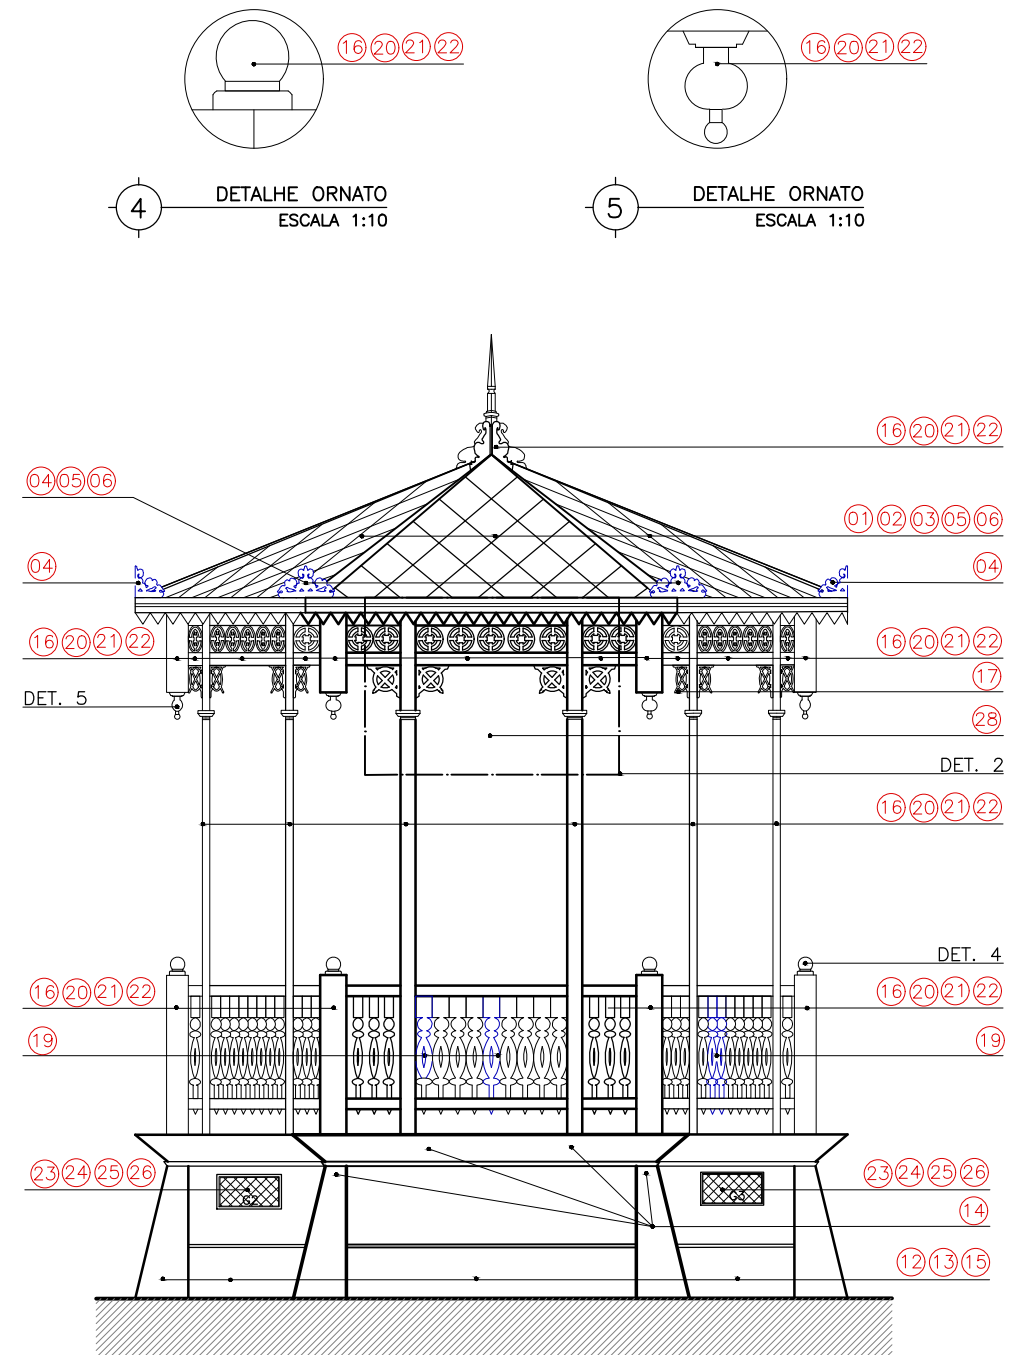 16 20 21 22
16 20 21 22
4 DETALHE ORNATO
ESCALA 1:10
5 DETALHE ORNATO
ESCALA 1:10
16 20 21 22
04 05 06
01 02 03 05 06
04
04
16 20 21 22
16 20 21 22
17
DET. 5
28
DET. 2
16 20 21 22
DET. 4
16 20 21 22
16 20 21 22
19
19
23 24 25 26
23 24 25 26
G2
G3
14
12 13 15